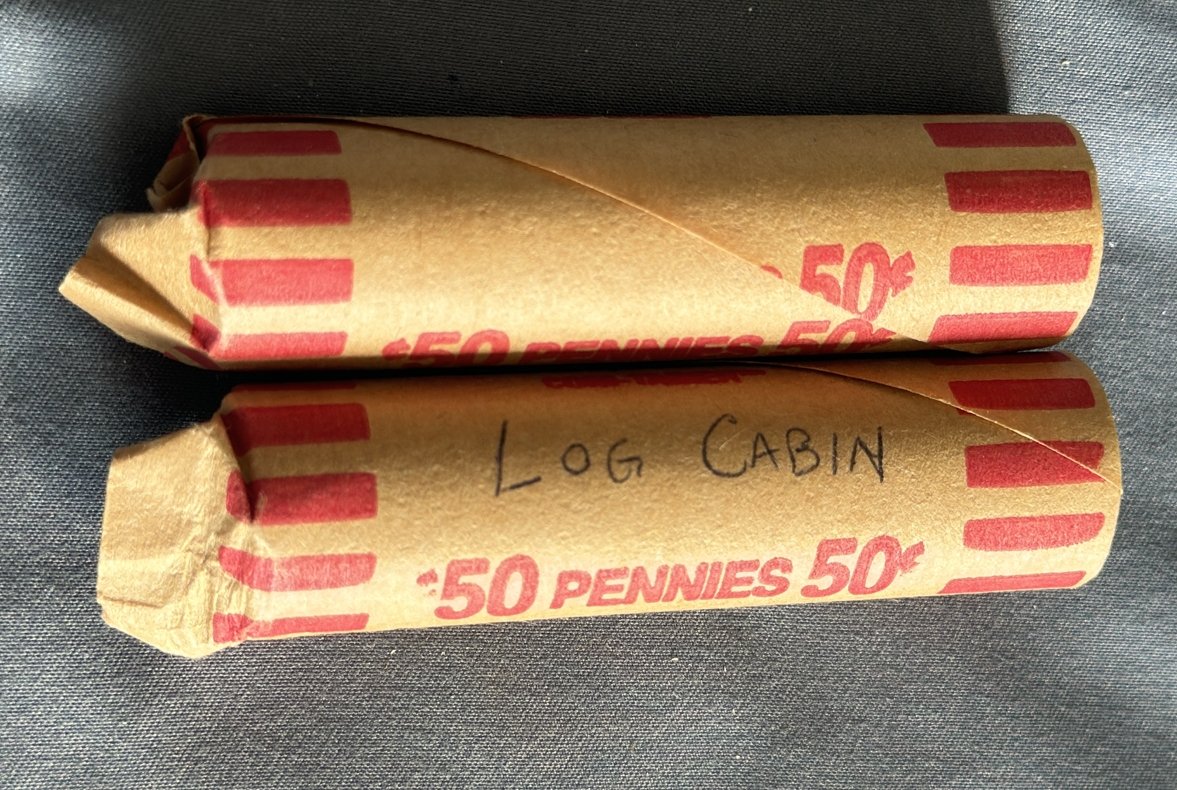 50¢
¢50 PENNIES 50¢
LOG CABIN
¢50 PENNIES 50¢